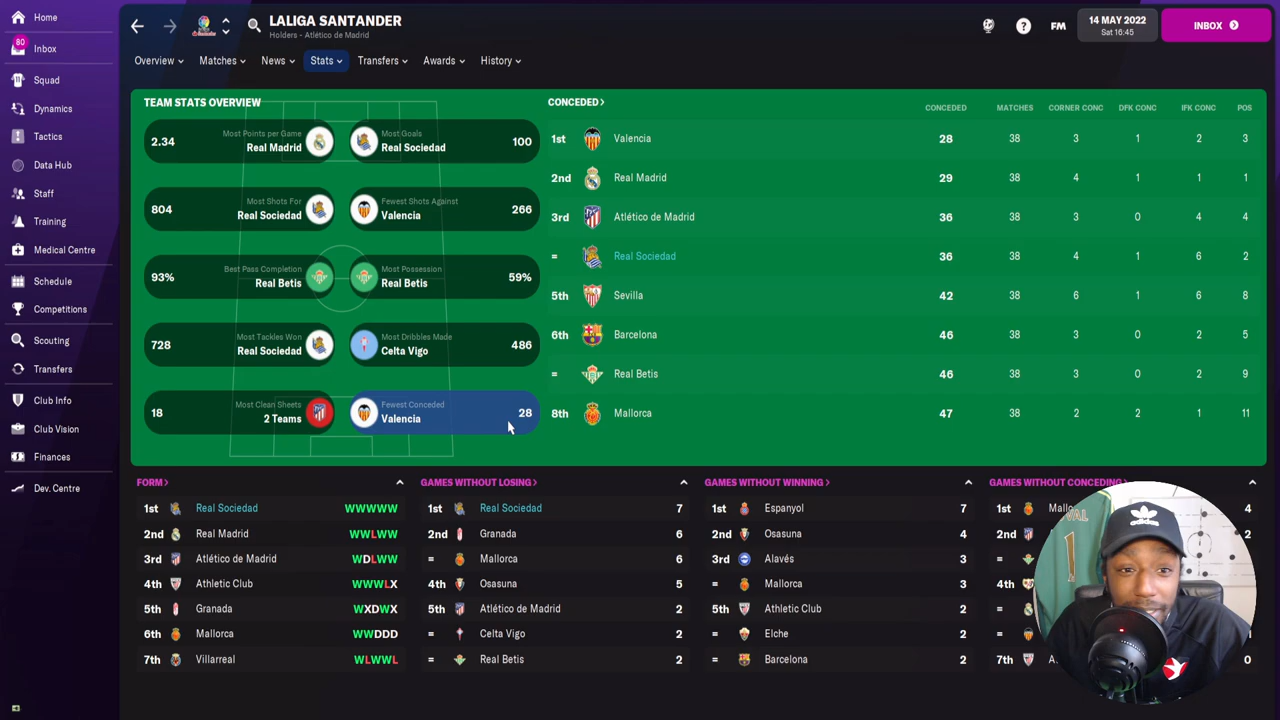 Home
80
Inbox
Squad
Dynamics
Tactics
Data Hub
Staff
Training
Medical Centre
Schedule
Competitions
Scouting
Transfers
Club Info
Club Vision
Finances
Dev. Centre
LALIGA SANTANDER
Holders - Atlético de Madrid
FM
14 MAY 2022
Sat 16:45
INBOX
Overview
Matches
News
Stats
Transfers
Awards
History
TEAM STATS OVERVIEW
2.34 Most Points per Game Real Madrid
Most Goals Real Sociedad 100
804 Most Shots For Real Sociedad
Fewest Shots Against Valencia 266
93% Best Pass Completion Real Betis
Most Possession Real Betis 59%
728 Most Tackles Won Real Sociedad
Most Dribbles Made Celta Vigo 486
18 Most Clean Sheets 2 Teams
Fewest Conceded Valencia 28
CONCEDED >
CONCEDED MATCHES CORNER CONC DFK CONC IFK CONC POS
1st Valencia 28 38 3 1 2 3
2nd Real Madrid 29 38 4 1 1 1
3rd Atlético de Madrid 36 38 3 0 4 4
= Real Sociedad 36 38 4 1 6 2
5th Sevilla 42 38 6 1 6 8
6th Barcelona 46 38 3 0 2 5
= Real Betis 46 38 3 0 2 9
8th Mallorca 47 38 2 2 1 11
FORM >
1st Real Sociedad WWWWW
2nd Real Madrid WWLWW
3rd Atlético de Madrid WDLWW
4th Athletic Club WWWLX
5th Granada WXDWX
6th Mallorca WWDDD
7th Villarreal WLWWL
GAMES WITHOUT LOSING >
1st Real Sociedad 7
2nd Granada 6
= Mallorca 6
4th Osasuna 5
5th Atlético de Madrid 2
= Celta Vigo 2
= Real Betis 2
GAMES WITHOUT WINNING >
1st Espanyol 7
2nd Osasuna 4
3rd Alavés 3
= Mallorca 3
5th Athletic Club 2
= Elche 2
= Barcelona 2
GAMES WITHOUT CONCEDING >
1st 4
2nd 2
=
4th
=
=
7th 0